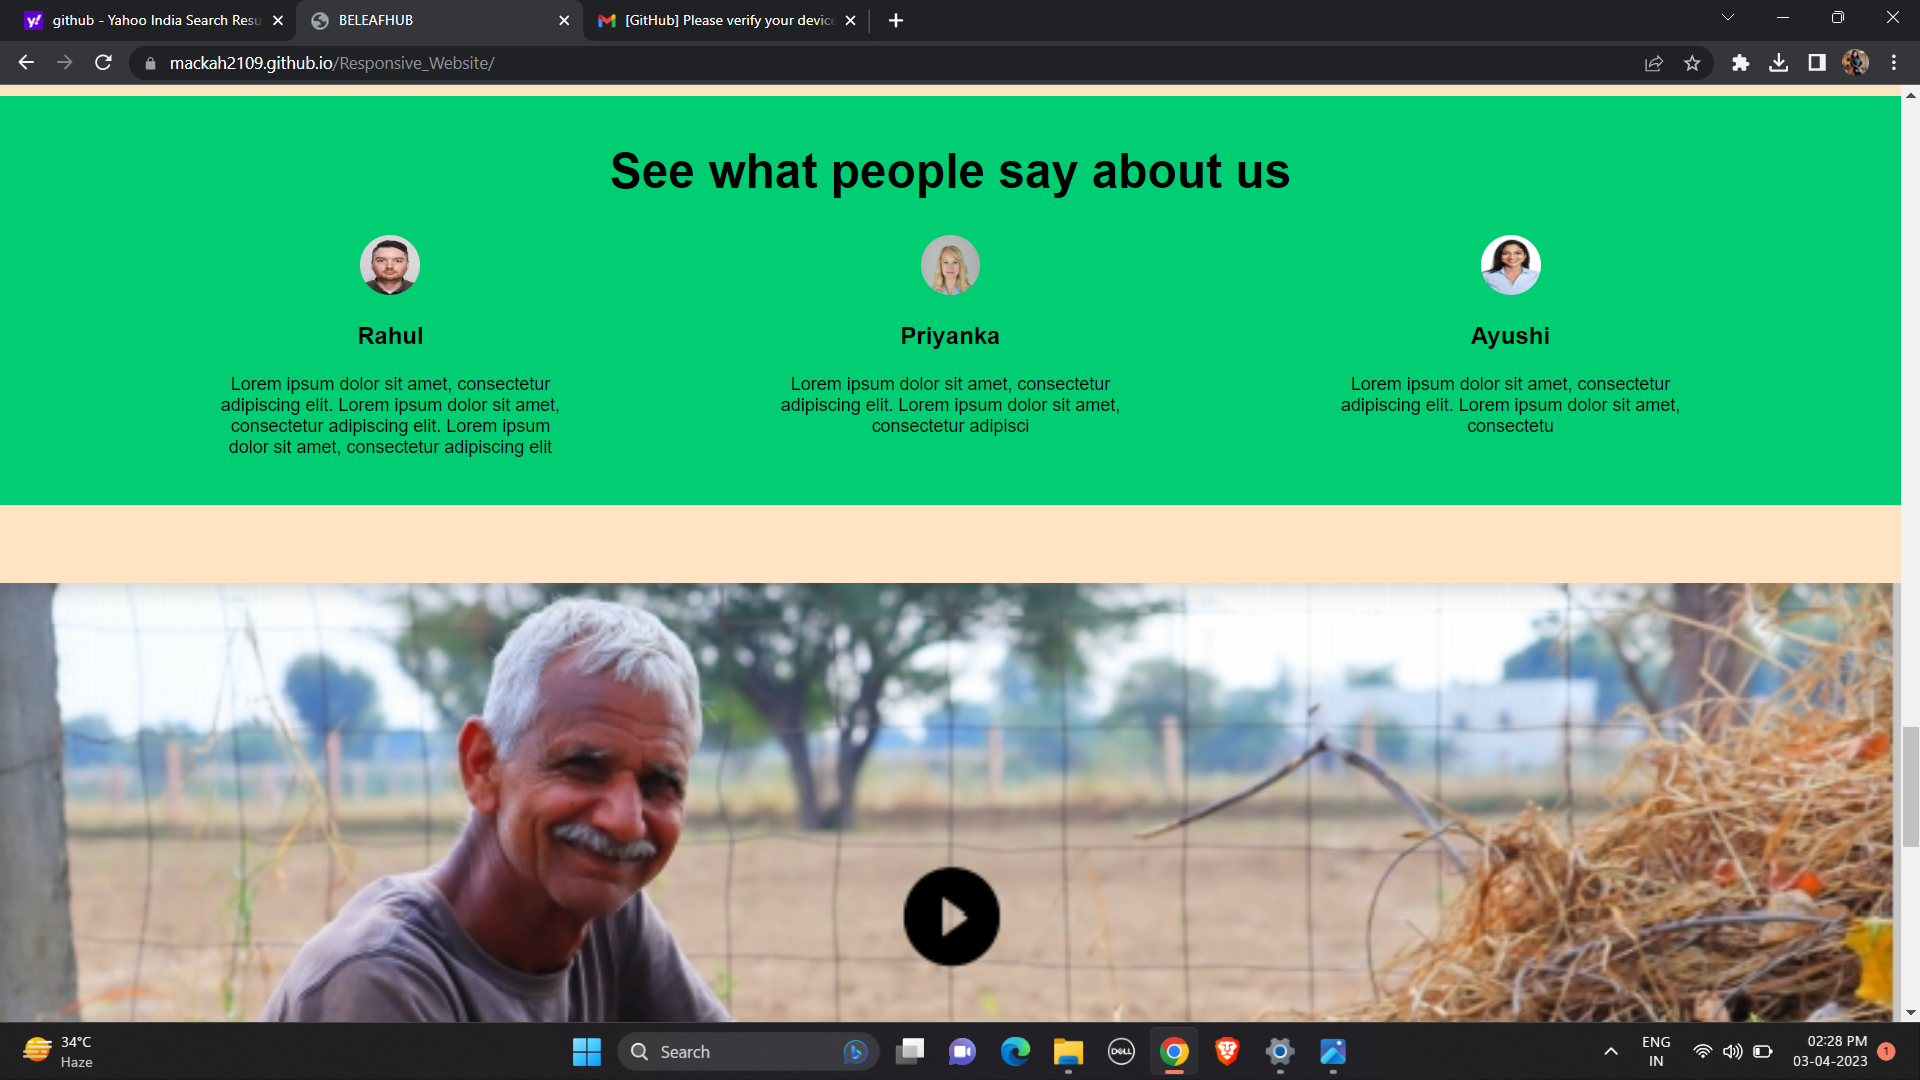 github - Yahoo India Search Resu
BELEAFHUB
[GitHub] Please verify your device
mackah2109.github.io/Responsive_Website/
See what people say about us
Rahul
Lorem ipsum dolor sit amet, consectetur
adipiscing elit. Lorem ipsum dolor sit amet,
consectetur adipiscing elit. Lorem ipsum
dolor sit amet, consectetur adipiscing elit
Priyanka
Lorem ipsum dolor sit amet, consectetur
adipiscing elit. Lorem ipsum dolor sit amet,
consectetur adipisci
Ayushi
Lorem ipsum dolor sit amet, consectetur
adipiscing elit. Lorem ipsum dolor sit amet,
consectetu
34°C
Haze
Search
DELL
ENG
IN
02:28 PM
03-04-2023
1